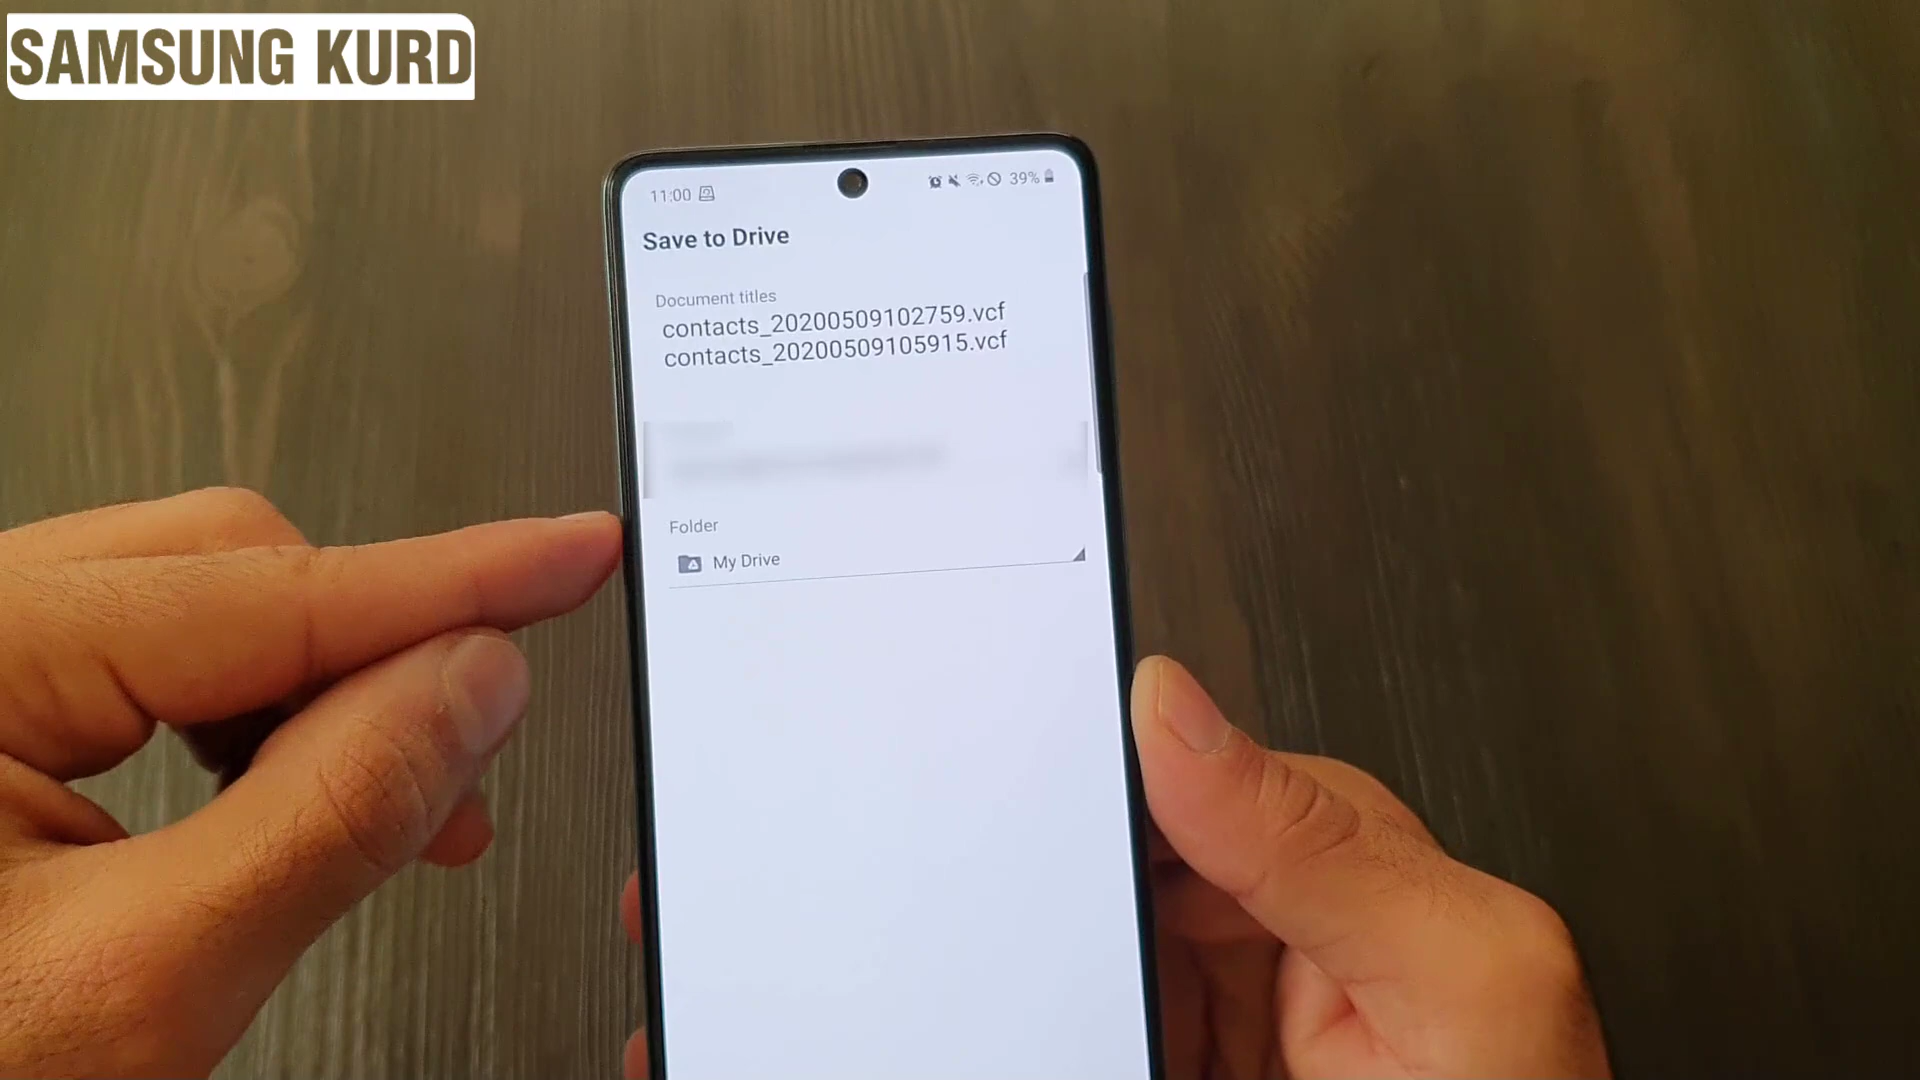 SAMSUNG KURD
11:00 39%
Save to Drive
Document titles
contacts_20200509102759.vcf
contacts_20200509105915.vcf
Folder
My Drive